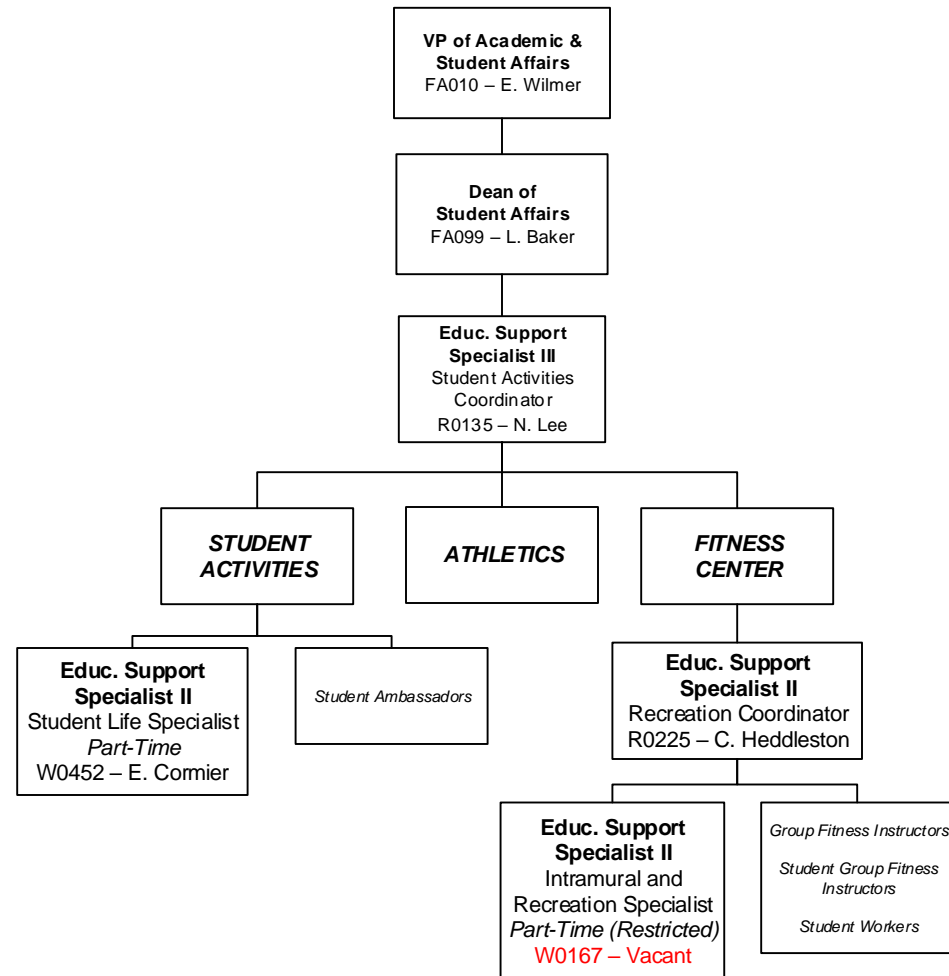 VP of Academic &
Student Affairs
FA010 – E. Wilmer
Dean of
Student Affairs
FA099 – L. Baker
Educ. Support
Specialist III
Student Activities
Coordinator
R0135 – N. Lee
STUDENT
ACTIVITIES
ATHLETICS
FITNESS
CENTER
Educ. Support
Specialist II
Student Life Specialist
Part-Time
W0452 – E. Cormier
Student Ambassadors
Educ. Support
Specialist II
Recreation Coordinator
R0225 – C. Heddleston
Educ. Support
Specialist II
Intramural and
Recreation Specialist
Part-Time (Restricted)
W0167 – Vacant
Group Fitness Instructors
Student Group Fitness
Instructors
Student Workers